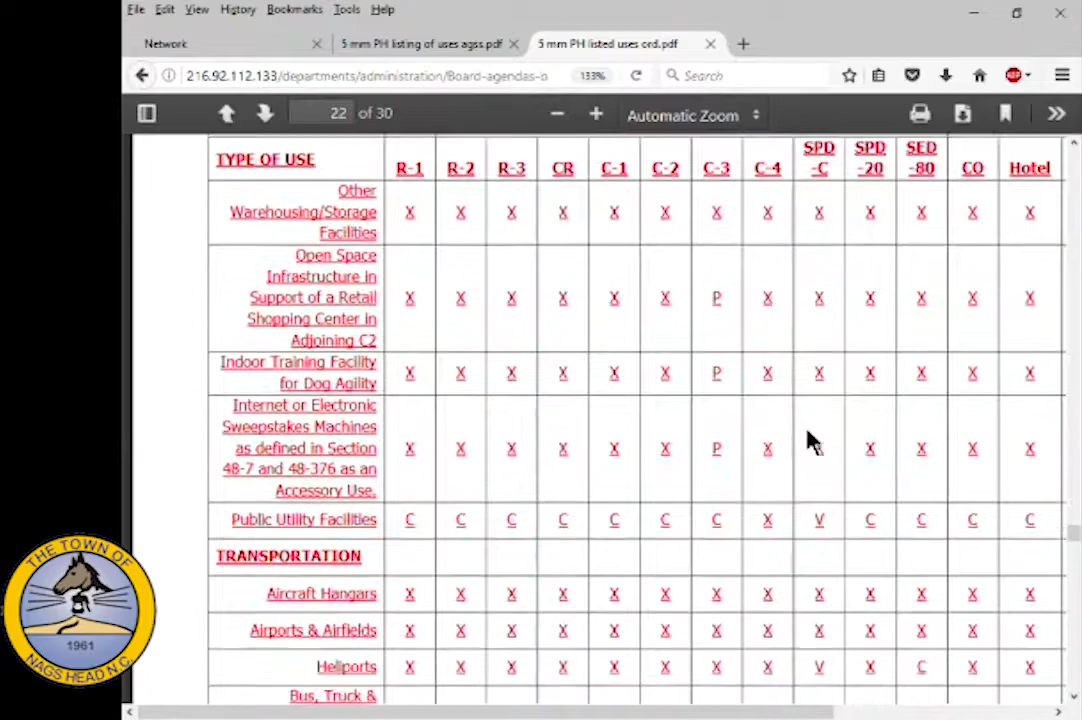 File Edit View History Bookmarks Tools Help
Network
5 mm PH listing of uses agss.pdf
5 mm PH listed uses ord.pdf
216.92.112.133/departments/administration/Board-agendas-o
133%
Search
22 of 30
Automatic Zoom
TYPE OF USE R-1 R-2 R-3 CR C-1 C-2 C-3 C-4 SPD SPD SED CO Hotel
-C -20 -80
Other
Warehousing/Storage X X X X X X X X X X X X X
Facilities
Open Space
Infrastructure in
Support of a Retail X X X X X X P X X X X X X
Shopping Center in
Adjoining C2
Indoor Training Facility
for Dog Agility X X X X X X P X X X X X X
Internet or Electronic
Sweepstakes Machines
as defined in Section X X X X X X P X X X X X
48-7 and 48-376 as an
Accessory Use.
Public Utility Facilities C C C C C C C X V C C C C
TRANSPORTATION
Aircraft Hangars X X X X X X X X X X X X X
Airports & Airfields X X X X X X X X X X X X X
Heliports X X X X X X X X V X C X X
Bus, Truck &
THE TOWN OF
1961
NAGS HEAD N.C.